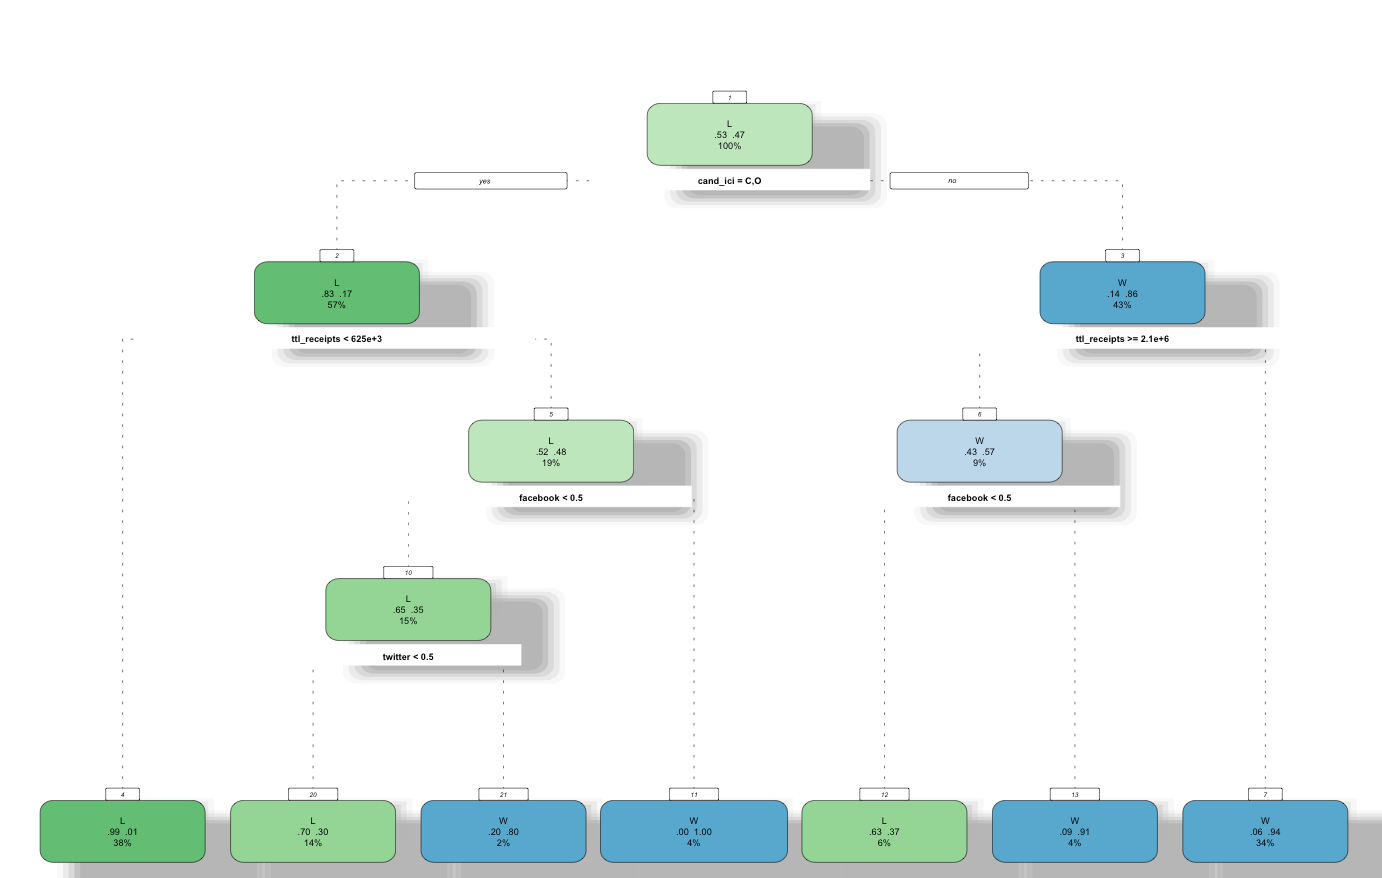 1
L
.53 .47
100%
cand_ici = C,O
yes
no
2
L
.83 .17
57%
ttl_receipts < 625e+3
3
W
.14 .86
43%
ttl_receipts >= 2.1e+6
5
L
.52 .48
19%
facebook < 0.5
6
W
.43 .57
9%
facebook < 0.5
10
L
.65 .35
15%
twitter < 0.5
4
L
.99 .01
38%
20
L
.70 .30
14%
21
W
.20 .80
2%
11
W
.00 1.00
4%
12
L
.63 .37
6%
13
W
.09 .91
4%
7
W
.06 .94
34%